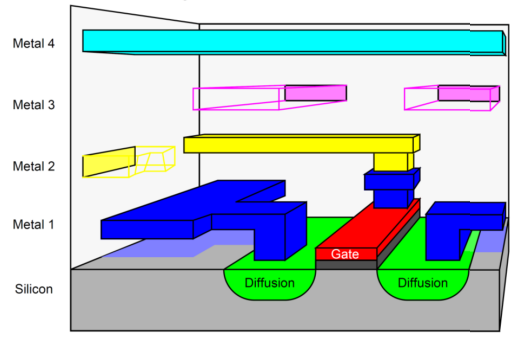 Metal 4
Metal 3
Metal 2
Metal 1
Gate
Silicon
Diffusion
Diffusion